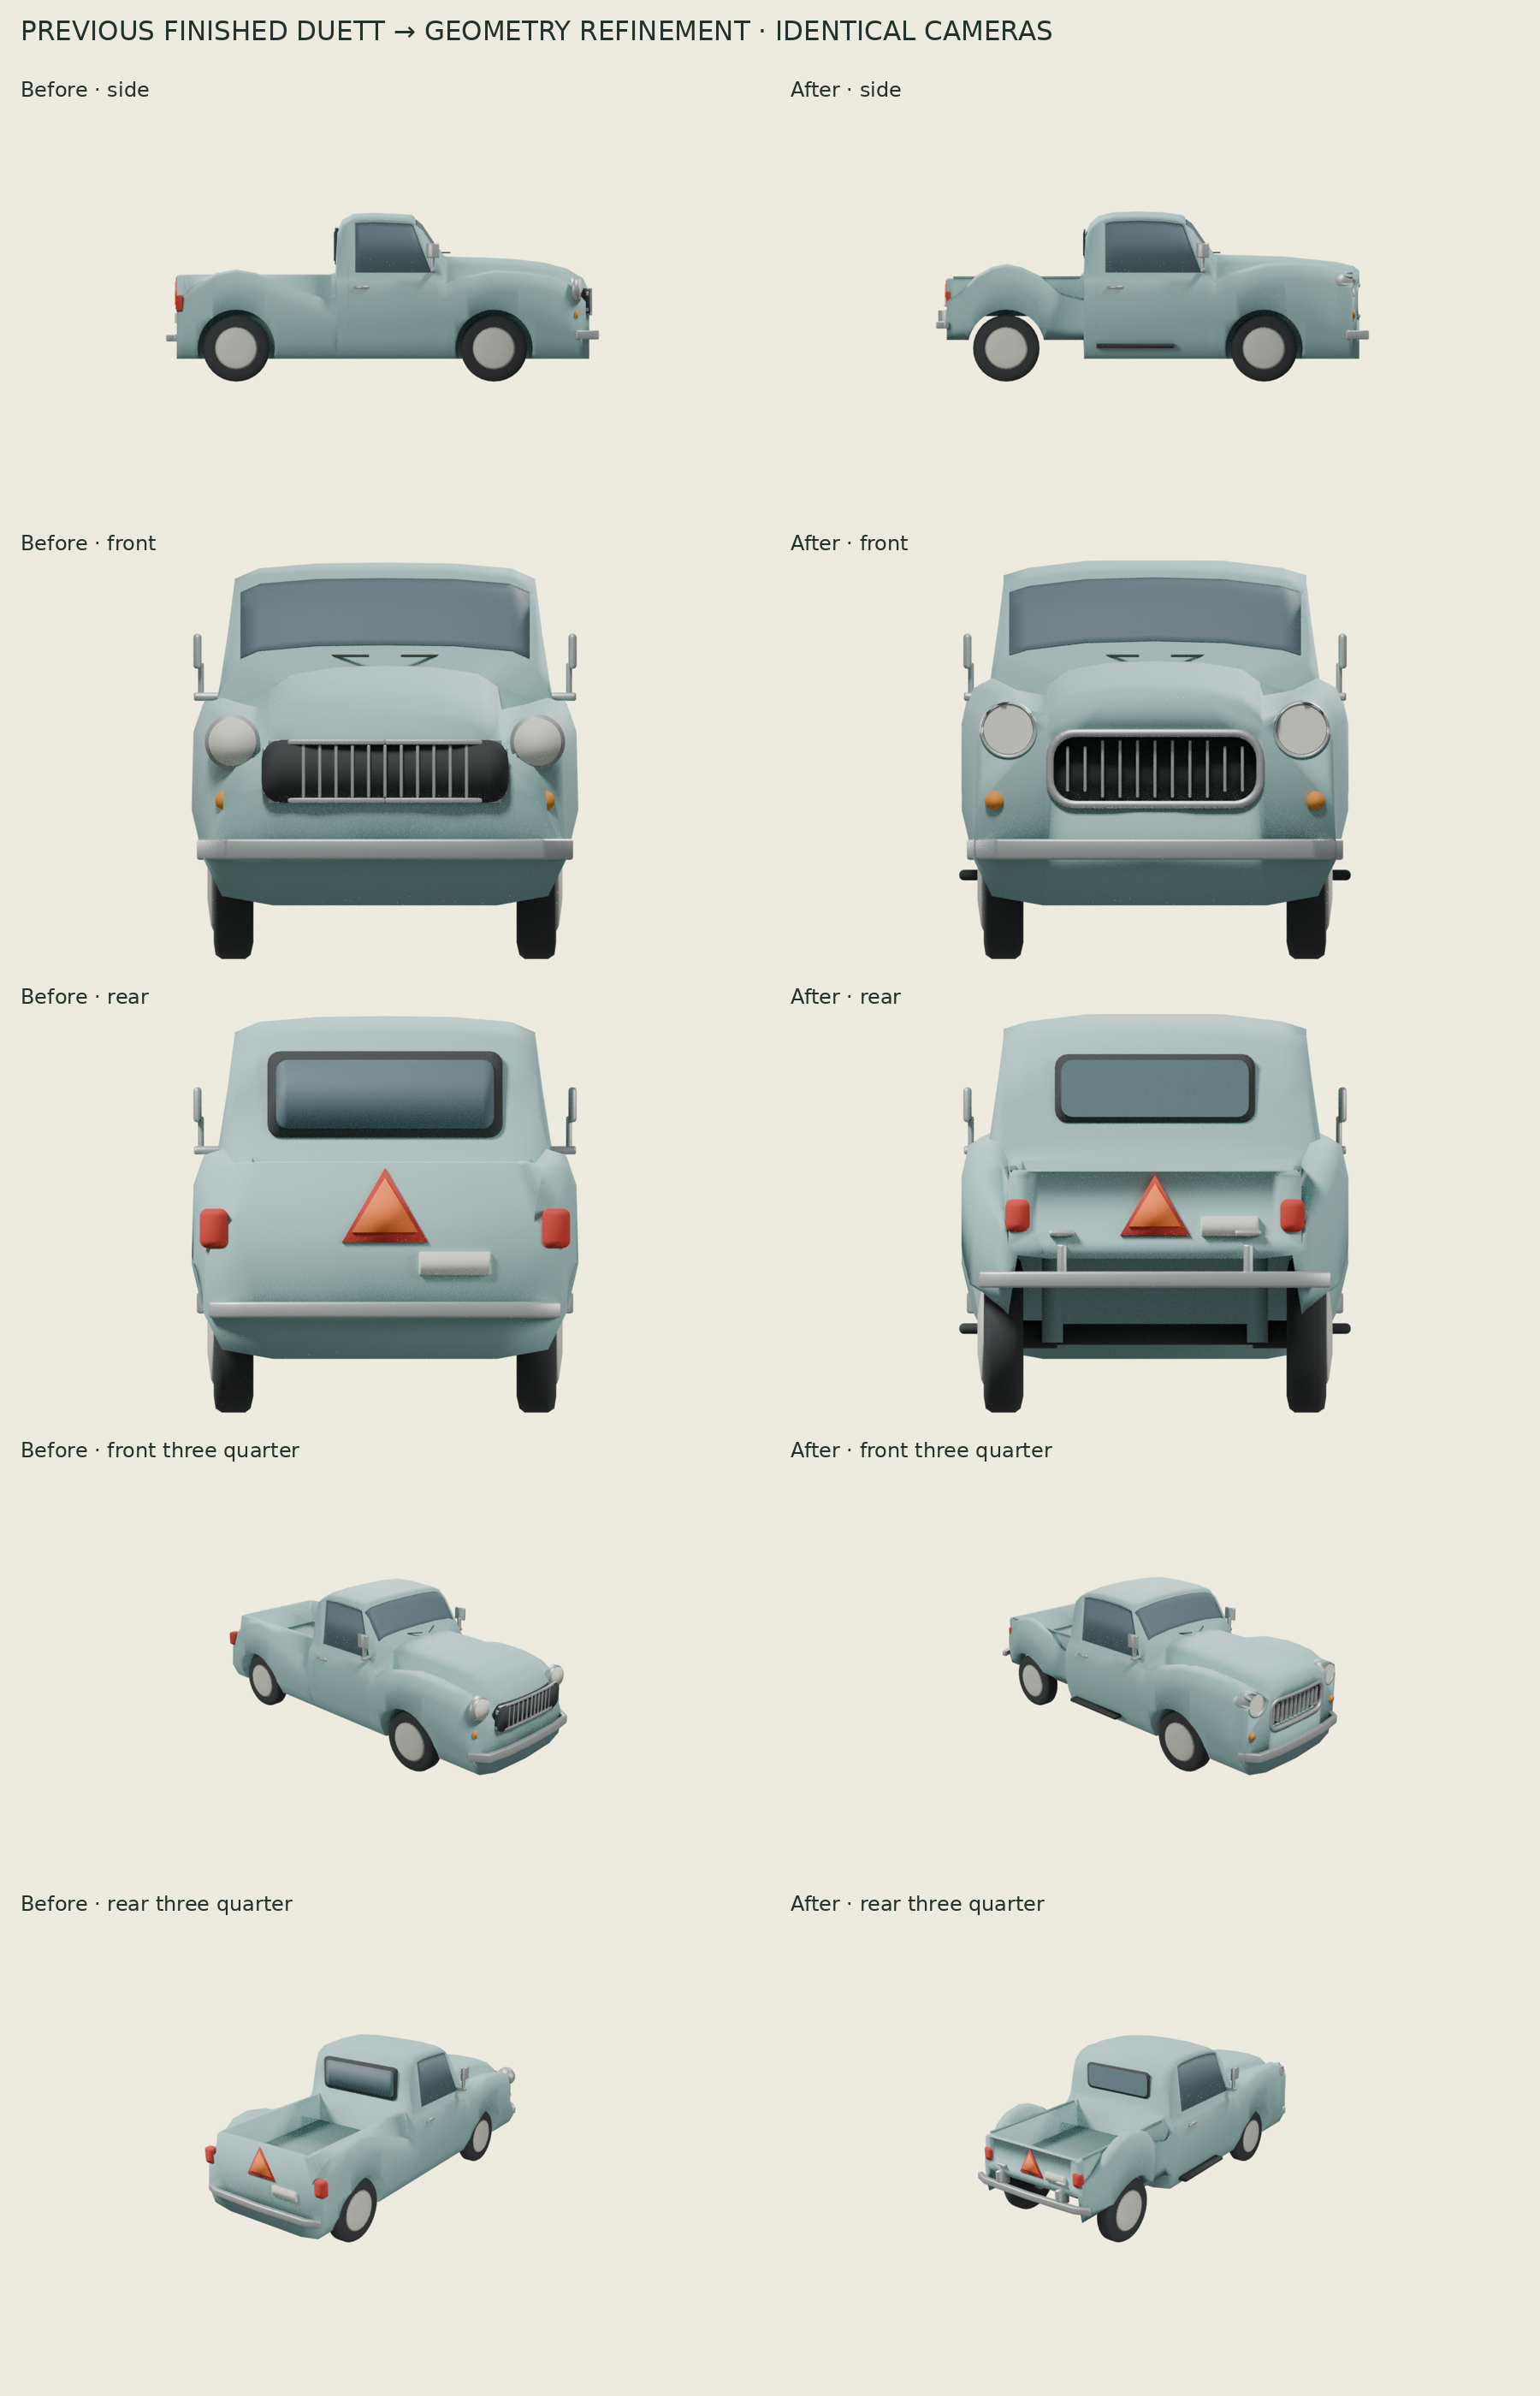 PREVIOUS FINISHED DUETT → GEOMETRY REFINEMENT · IDENTICAL CAMERAS
Before · side
After · side
Before · front
After · front
Before · rear
After · rear
Before · front three quarter
After · front three quarter
Before · rear three quarter
After · rear three quarter